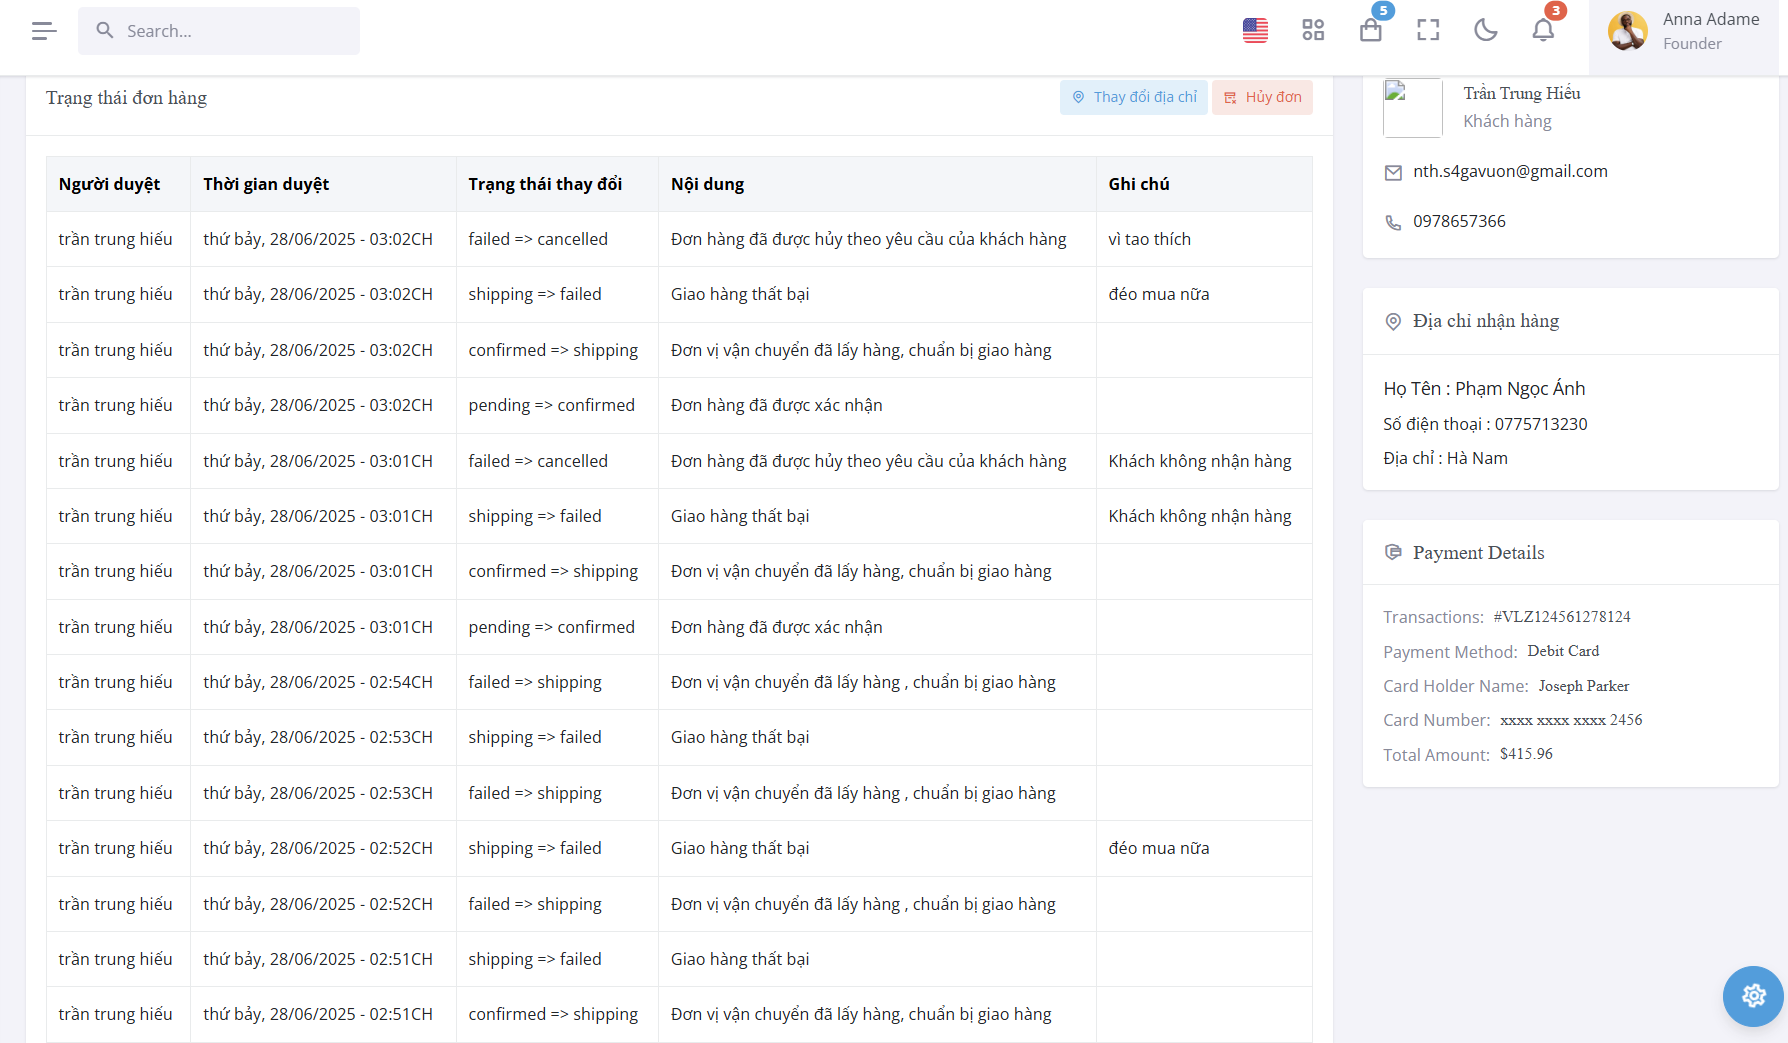 Search...
5
3
Anna Adame
Founder
Trạng thái đơn hàng
Thay đổi địa chỉ
Hủy đơn
Người duyệt Thời gian duyệt Trạng thái thay đổi Nội dung Ghi chú
trần trung hiếu thứ bảy, 28/06/2025 - 03:02CH failed => cancelled Đơn hàng đã được hủy theo yêu cầu của khách hàng vì tao thích
trần trung hiếu thứ bảy, 28/06/2025 - 03:02CH shipping => failed Giao hàng thất bại đéo mua nữa
trần trung hiếu thứ bảy, 28/06/2025 - 03:02CH confirmed => shipping Đơn vị vận chuyển đã lấy hàng, chuẩn bị giao hàng
trần trung hiếu thứ bảy, 28/06/2025 - 03:02CH pending => confirmed Đơn hàng đã được xác nhận
trần trung hiếu thứ bảy, 28/06/2025 - 03:01CH failed => cancelled Đơn hàng đã được hủy theo yêu cầu của khách hàng Khách không nhận hàng
trần trung hiếu thứ bảy, 28/06/2025 - 03:01CH shipping => failed Giao hàng thất bại Khách không nhận hàng
trần trung hiếu thứ bảy, 28/06/2025 - 03:01CH confirmed => shipping Đơn vị vận chuyển đã lấy hàng, chuẩn bị giao hàng
trần trung hiếu thứ bảy, 28/06/2025 - 03:01CH pending => confirmed Đơn hàng đã được xác nhận
trần trung hiếu thứ bảy, 28/06/2025 - 02:54CH failed => shipping Đơn vị vận chuyển đã lấy hàng , chuẩn bị giao hàng
trần trung hiếu thứ bảy, 28/06/2025 - 02:53CH shipping => failed Giao hàng thất bại
trần trung hiếu thứ bảy, 28/06/2025 - 02:53CH failed => shipping Đơn vị vận chuyển đã lấy hàng , chuẩn bị giao hàng
trần trung hiếu thứ bảy, 28/06/2025 - 02:52CH shipping => failed Giao hàng thất bại đéo mua nữa
trần trung hiếu thứ bảy, 28/06/2025 - 02:52CH failed => shipping Đơn vị vận chuyển đã lấy hàng , chuẩn bị giao hàng
trần trung hiếu thứ bảy, 28/06/2025 - 02:51CH shipping => failed Giao hàng thất bại
trần trung hiếu thứ bảy, 28/06/2025 - 02:51CH confirmed => shipping Đơn vị vận chuyển đã lấy hàng, chuẩn bị giao hàng
Trần Trung Hiếu
Khách hàng
nth.s4gavuon@gmail.com
0978657366
Địa chỉ nhận hàng
Họ Tên : Phạm Ngọc Ánh
Số điện thoại : 0775713230
Địa chỉ : Hà Nam
Payment Details
Transactions: #VLZ124561278124
Payment Method: Debit Card
Card Holder Name: Joseph Parker
Card Number: xxxx xxxx xxxx 2456
Total Amount: $415.96